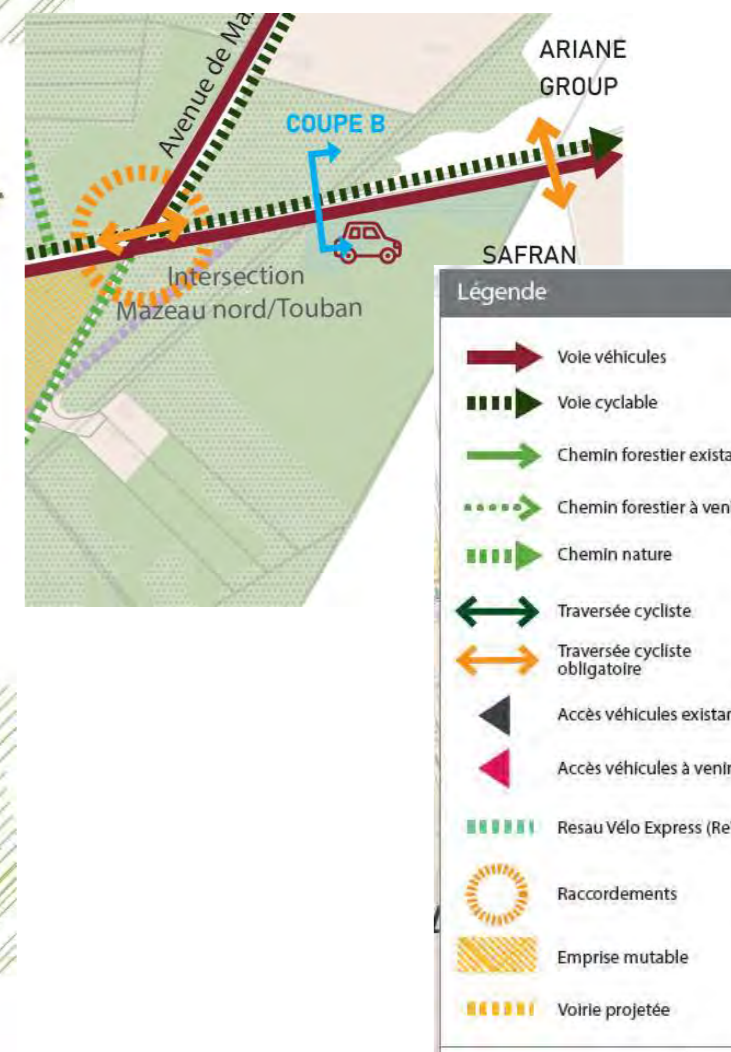 Avenue de Ma
ARIANE
GROUP
COUPE B
SAFRAN
Intersection
Mazeau nord/Touban
Légende
Voie véhicules
Voie cyclable
Chemin forestier exista
Chemin forestier à veni
Chemin nature
Traversée cycliste
Traversée cycliste
obligatoire
Accès véhicules existan
Accès véhicules à venir
Resau Vélo Express (Re
Raccordements
Emprise mutable
Voirie projetée